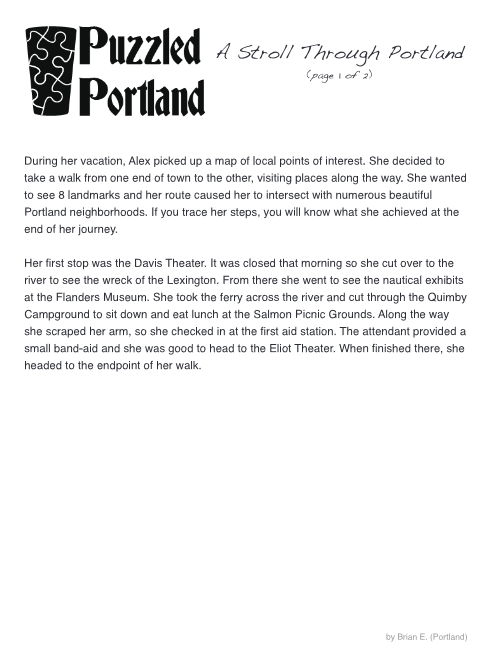 Puzzled
Portland
A Stroll Through Portland
(page 1 of 2)
During her vacation, Alex picked up a map of local points of interest. She decided to
take a walk from one end of town to the other, visiting places along the way. She wanted
to see 8 landmarks and her route caused her to intersect with numerous beautiful
Portland neighborhoods. If you trace her steps, you will know what she achieved at the
end of her journey.
Her first stop was the Davis Theater. It was closed that morning so she cut over to the
river to see the wreck of the Lexington. From there she went to see the nautical exhibits
at the Flanders Museum. She took the ferry across the river and cut through the Quimby
Campground to sit down and eat lunch at the Salmon Picnic Grounds. Along the way
she scraped her arm, so she checked in at the first aid station. The attendant provided a
small band-aid and she was good to head to the Eliot Theater. When finished there, she
headed to the endpoint of her walk.
by Brian E. (Portland)